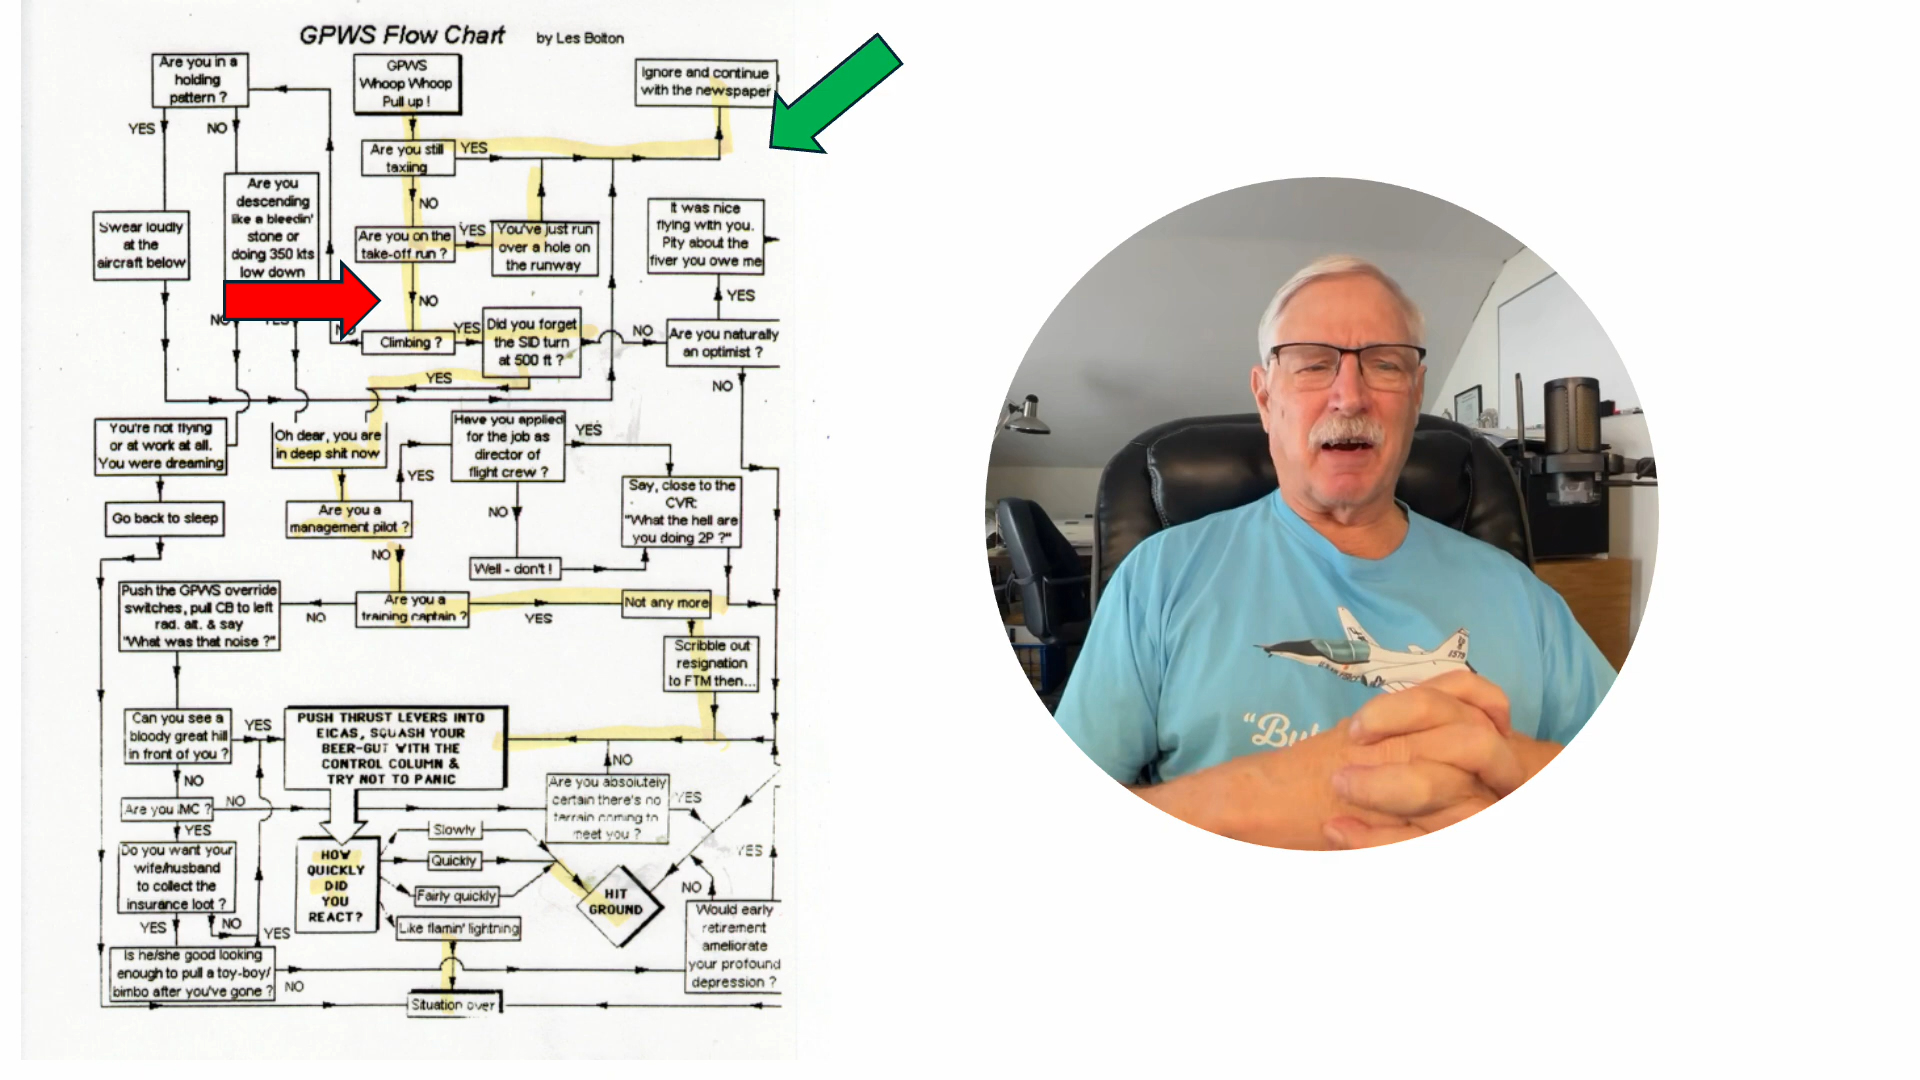 GPWS Flow Chart by Les Bolton
Are you in a
holding
pattern ?
GPWS
Whoop Whoop
Pull up !
Ignore and continue
with the newspaper
YES
NO
Are you still
taxiing
YES
NO
Are you
descending
like a bleedin'
stone or
doing 350 kts
low down
Swear loudly
at the
aircraft below
Are you on the
take-off run ?
YES
You've just run
over a hole on
the runway
It was nice
flying with you.
Pity about the
fiver you owe me
NO
YES
Climbing ?
YES
Did you forget
the SID turn
at 500 ft ?
NO
Are you naturally
an optimist ?
YES
NO
You're not flying
or at work at all.
You were dreaming
Oh dear, you are
in deep shit now
Have you applied
for the job as
director of
flight crew ?
YES
YES
Go back to sleep
Are you a
management pilot ?
NO
Say, close to the
CVR:
"What the hell are
you doing 2P ?"
NO
Well - don't !
Push the GPWS override
switches, pull CB to left
rad. alt. & say
"What was that noise ?"
NO
Are you a
training captain ?
YES
Not any more
Scribble out
resignation
to FTM then...
Can you see a
bloody great hill
in front of you ?
YES
PUSH THRUST LEVERS INTO
EICAS, SQUASH YOUR
BEER-GUT WITH THE
CONTROL COLUMN &
TRY NOT TO PANIC
NO
NO
Are you absolutely
certain there's no
terrain coming to
meet you ?
YES
Are you IMC ?
NO
YES
Do you want your
wife/husband
to collect the
insurance loot ?
HOW
QUICKLY
DID
YOU
REACT?
Slowly
Quickly
Fairly quickly
Like flamin' lightning
HIT
GROUND
YES
NO
YES
NO
YES
Would early
retirement
ameliorate
your profound
depression ?
Is he/she good looking
enough to pull a toy-boy/
bimbo after you've gone ?
NO
Situation over
"Bu